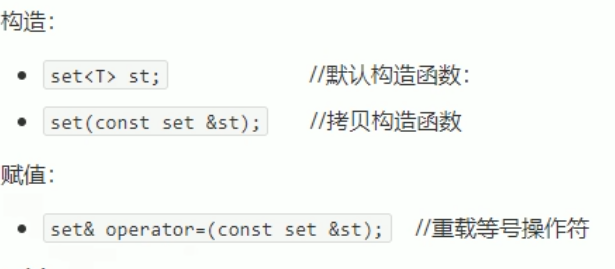 构造：
set<T> st; //默认构造函数：
set(const set &st); //拷贝构造函数
赋值：
set& operator=(const set &st); //重载等号操作符